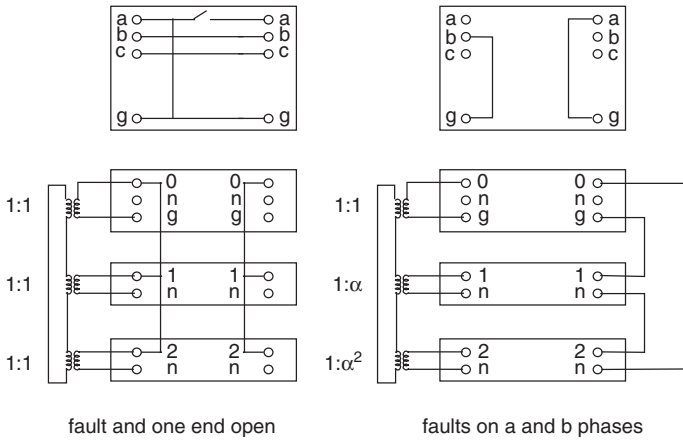 a a a a
b b b b
c c c c
g g g g
0 0 0 0
1:1 n n 1:1 n n
g g g g
1 1 1 1
1:1 n n 1:α n n
2 2 2 2
1:1 n n 1:α² n n
fault and one end open faults on a and b phases